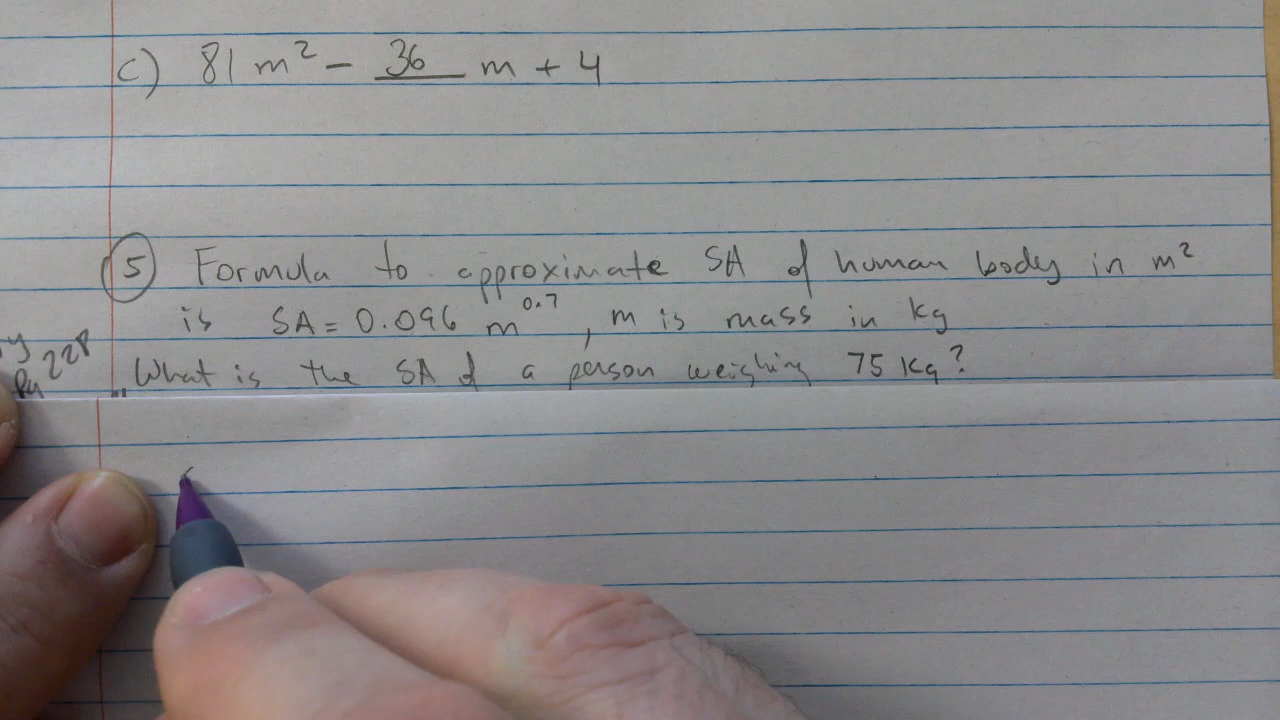 c) 81 m² - 36 m + 4
5 Formula to approximate SA of human body in m²
is SA = 0.096 m^0.7, m is mass in kg
What is the SA of a person weighing 75 kg?
228